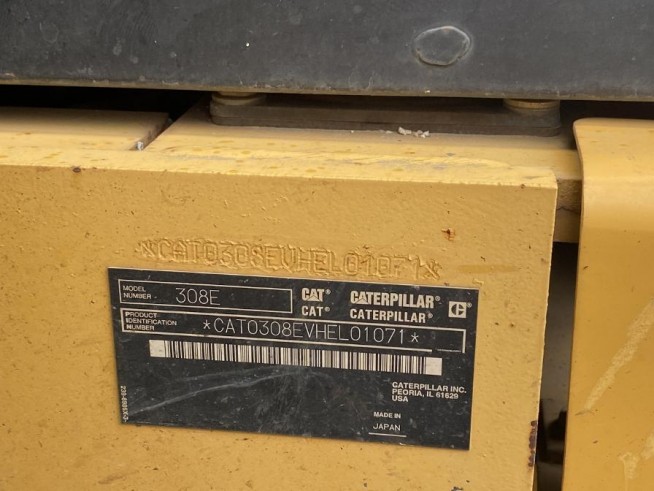 *CAT0308EVHEL01071*
MODEL NUMBER 308E
CAT® CATERPILLAR® C
CAT® CATERPILLAR®
PRODUCT IDENTIFICATION NUMBER *CAT0308EVHEL01071*
CATERPILLAR INC.
PEORIA, IL 61629
USA
MADE IN
JAPAN